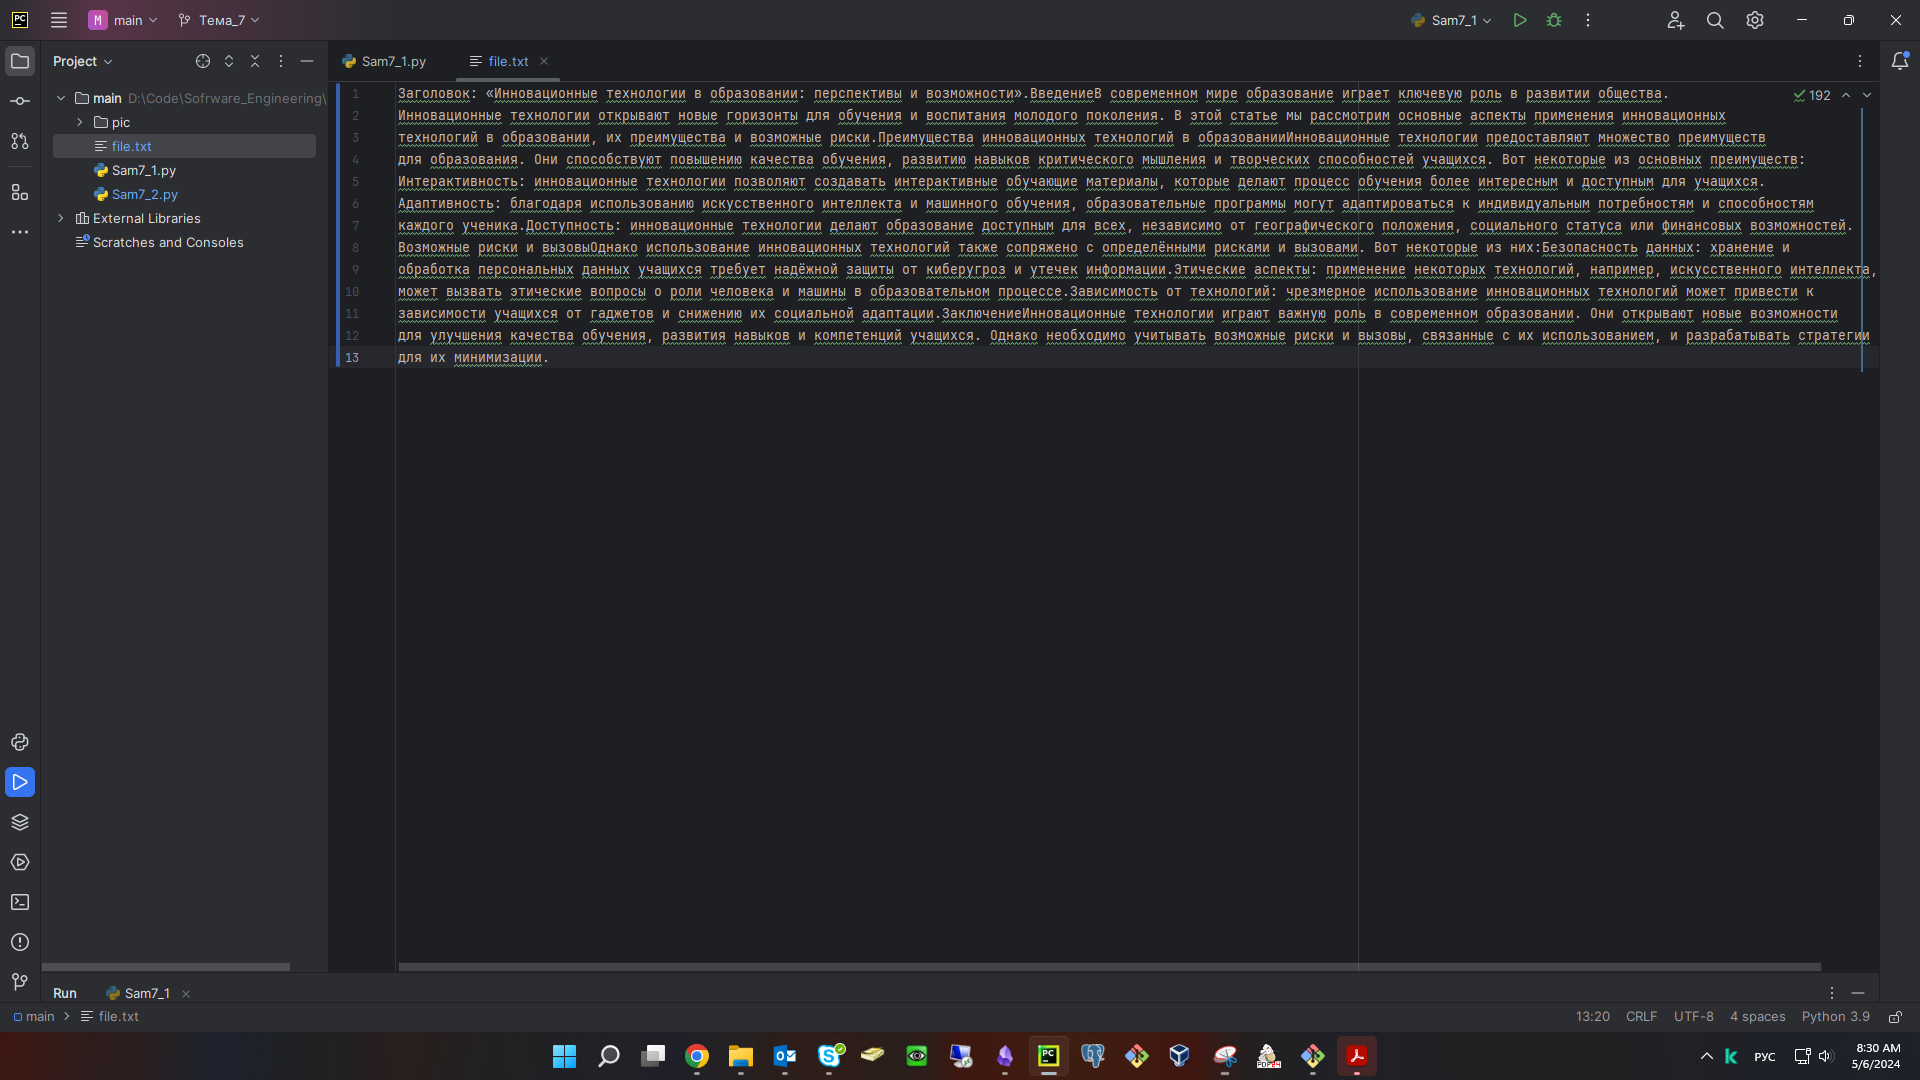 PC
M main Тема_7
Sam7_1
Project
Sam7_1.py
file.txt
main D:\Code\Sofrware_Engineering\
pic
file.txt
Sam7_1.py
Sam7_2.py
External Libraries
Scratches and Consoles
192
1 Заголовок: «Инновационные технологии в образовании: перспективы и возможности».ВведениеВ современном мире образование играет ключевую роль в развитии общества.
2 Инновационные технологии открывают новые горизонты для обучения и воспитания молодого поколения. В этой статье мы рассмотрим основные аспекты применения инновационных
3 технологий в образовании, их преимущества и возможные риски.Преимущества инновационных технологий в образованииИнновационные технологии предоставляют множество преимуществ
4 для образования. Они способствуют повышению качества обучения, развитию навыков критического мышления и творческих способностей учащихся. Вот некоторые из основных преимуществ:
5 Интерактивность: инновационные технологии позволяют создавать интерактивные обучающие материалы, которые делают процесс обучения более интересным и доступным для учащихся.
6 Адаптивность: благодаря использованию искусственного интеллекта и машинного обучения, образовательные программы могут адаптироваться к индивидуальным потребностям и способностям
7 каждого ученика.Доступность: инновационные технологии делают образование доступным для всех, независимо от географического положения, социального статуса или финансовых возможностей.
8 Возможные риски и вызовыОднако использование инновационных технологий также сопряжено с определёнными рисками и вызовами. Вот некоторые из них:Безопасность данных: хранение и
9 обработка персональных данных учащихся требует надёжной защиты от киберугроз и утечек информации.Этические аспекты: применение некоторых технологий, например, искусственного интеллекта,
10 может вызвать этические вопросы о роли человека и машины в образовательном процессе.Зависимость от технологий: чрезмерное использование инновационных технологий может привести к
11 зависимости учащихся от гаджетов и снижению их социальной адаптации.ЗаключениеИнновационные технологии играют важную роль в современном образовании. Они открывают новые возможности
12 для улучшения качества обучения, развития навыков и компетенций учащихся. Однако необходимо учитывать возможные риски и вызовы, связанные с их использованием, и разрабатывать стратегии
13 для их минимизации.
Run Sam7_1
main file.txt
13:20 CRLF UTF-8 4 spaces Python 3.9
РУС
8:30 AM
5/6/2024